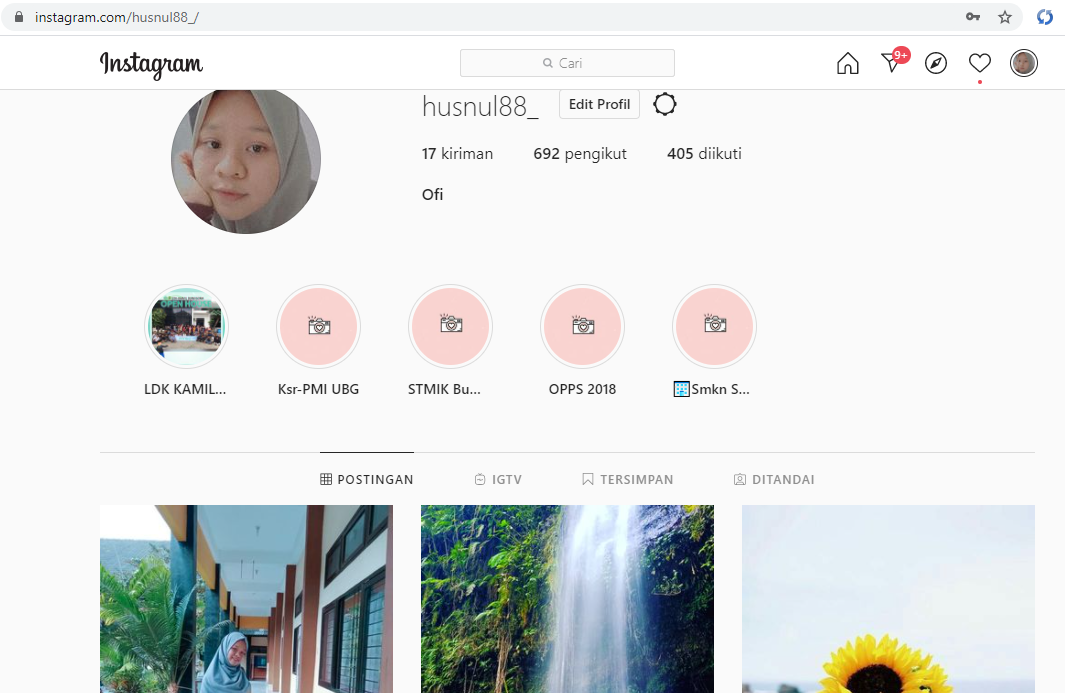 instagram.com/husnul88_/
Instagram
Cari
9+
husnul88_
Edit Profil
17 kiriman 692 pengikut 405 diikuti
Ofi
OPEN HOUSE
LDK KAMIL... Ksr-PMI UBG STMIK Bu... OPPS 2018 Smkn S...
POSTINGAN IGTV TERSIMPAN DITANDAI